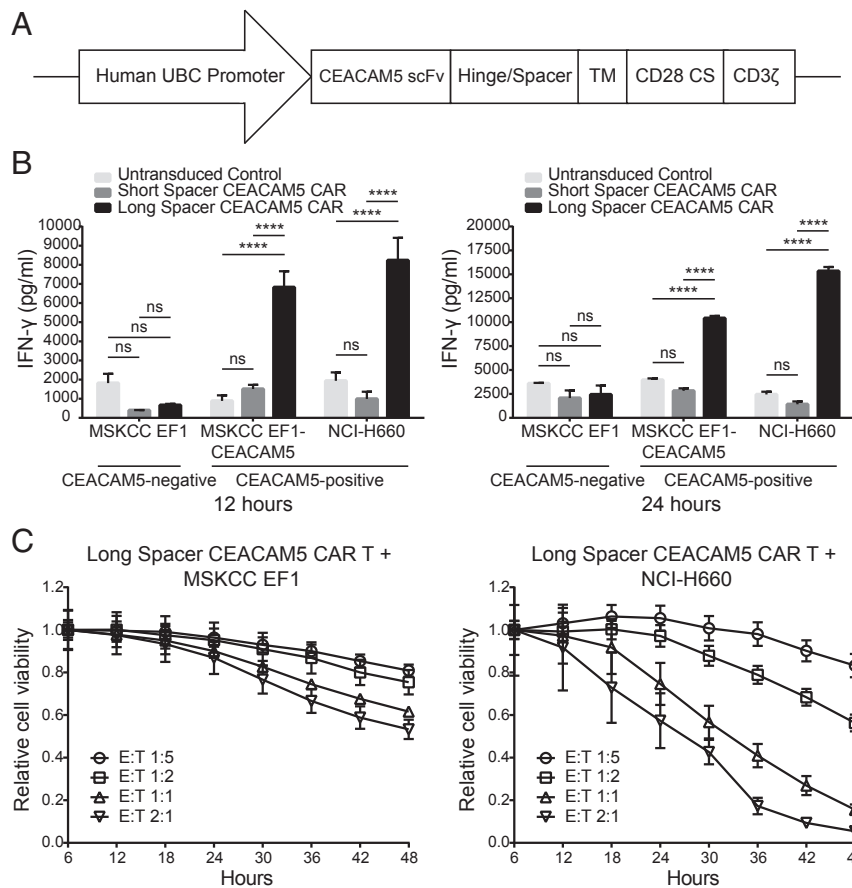 A
Human UBC Promoter
CEACAM5 scFv
Hinge/Spacer
TM
CD28 CS
CD3ζ
B
Untransduced Control
Short Spacer CEACAM5 CAR
Long Spacer CEACAM5 CAR
IFN-γ (pg/ml)
10000
9000
8000
7000
6000
5000
4000
3000
2000
1000
0
ns
ns
ns
ns
****
****
ns
****
****
MSKCC EF1
MSKCC EF1-
CEACAM5
NCI-H660
CEACAM5-negative
CEACAM5-positive
12 hours
Untransduced Control
Short Spacer CEACAM5 CAR
Long Spacer CEACAM5 CAR
IFN-γ (pg/ml)
20000
17500
15000
12500
10000
7500
5000
2500
0
ns
ns
ns
ns
****
****
ns
****
****
MSKCC EF1
MSKCC EF1-
CEACAM5
NCI-H660
CEACAM5-negative
CEACAM5-positive
24 hours
C
Long Spacer CEACAM5 CAR T +
MSKCC EF1
Relative cell viability
1.2
1.0
0.8
0.6
0.4
0.2
0.0
E:T 1:5
E:T 1:2
E:T 1:1
E:T 2:1
6 12 18 24 30 36 42 48
Hours
Long Spacer CEACAM5 CAR T +
NCI-H660
Relative cell viability
1.2
1.0
0.8
0.6
0.4
0.2
0.0
E:T 1:5
E:T 1:2
E:T 1:1
E:T 2:1
6 12 18 24 30 36 42
Hours